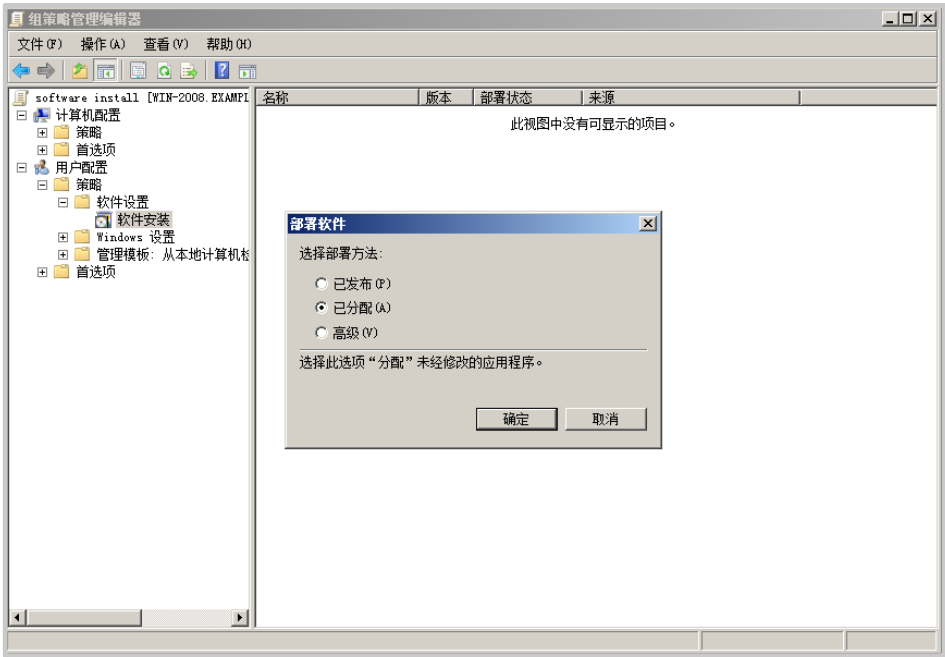 组策略管理编辑器
文件(F) 操作(A) 查看(V) 帮助(H)
software install [WIN-2008.EXAMPL
计算机配置
策略
首选项
用户配置
策略
软件设置
软件安装
Windows 设置
管理模板: 从本地计算机检
首选项
名称 版本 部署状态 来源
此视图中没有可显示的项目。
部署软件
选择部署方法:
已发布(P)
已分配(A)
高级(V)
选择此选项“分配”未经修改的应用程序。
确定 取消